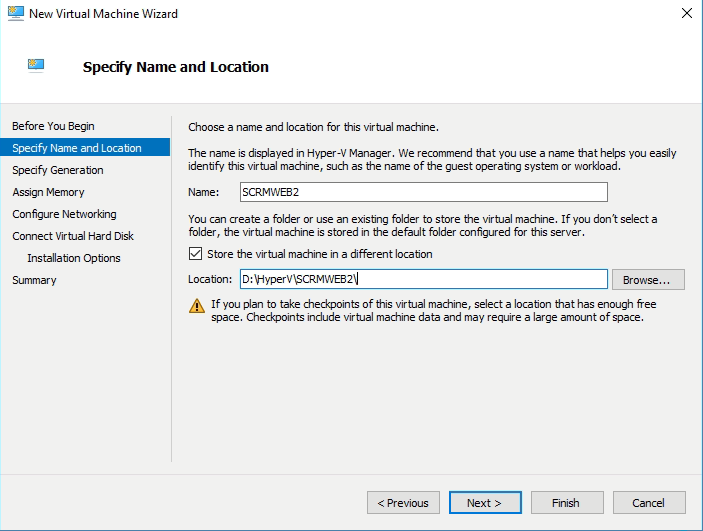 New Virtual Machine Wizard
Specify Name and Location
Before You Begin
Specify Name and Location
Specify Generation
Assign Memory
Configure Networking
Connect Virtual Hard Disk
Installation Options
Summary
Choose a name and location for this virtual machine.
The name is displayed in Hyper-V Manager. We recommend that you use a name that helps you easily
identify this virtual machine, such as the name of the guest operating system or workload.
Name: SCRMWEB2
You can create a folder or use an existing folder to store the virtual machine. If you don't select a
folder, the virtual machine is stored in the default folder configured for this server.
Store the virtual machine in a different location
Location: D:\HyperV\SCRMWEB2\ Browse...
If you plan to take checkpoints of this virtual machine, select a location that has enough free
space. Checkpoints include virtual machine data and may require a large amount of space.
< Previous Next > Finish Cancel